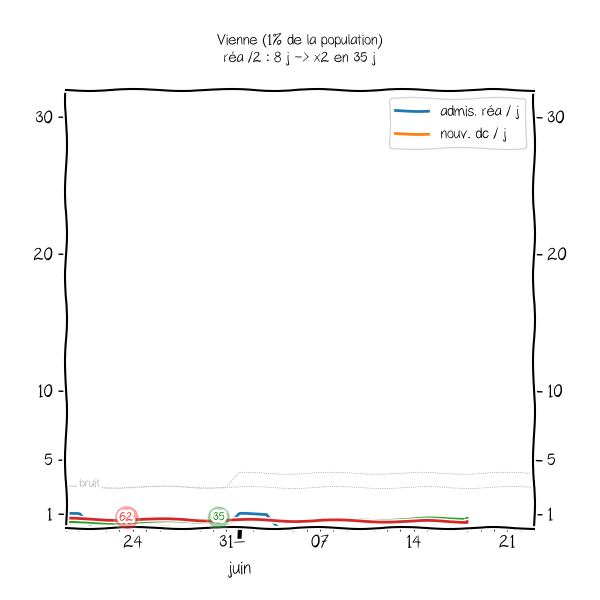 Vienne (1% de la population)
réa /2 : 8 j -> x2 en 35 j
admis. réa / j
nouv. dc / j
30
30
20
20
10
10
5
5
bruit
1
62
35
1
24
31
07
14
21
juin